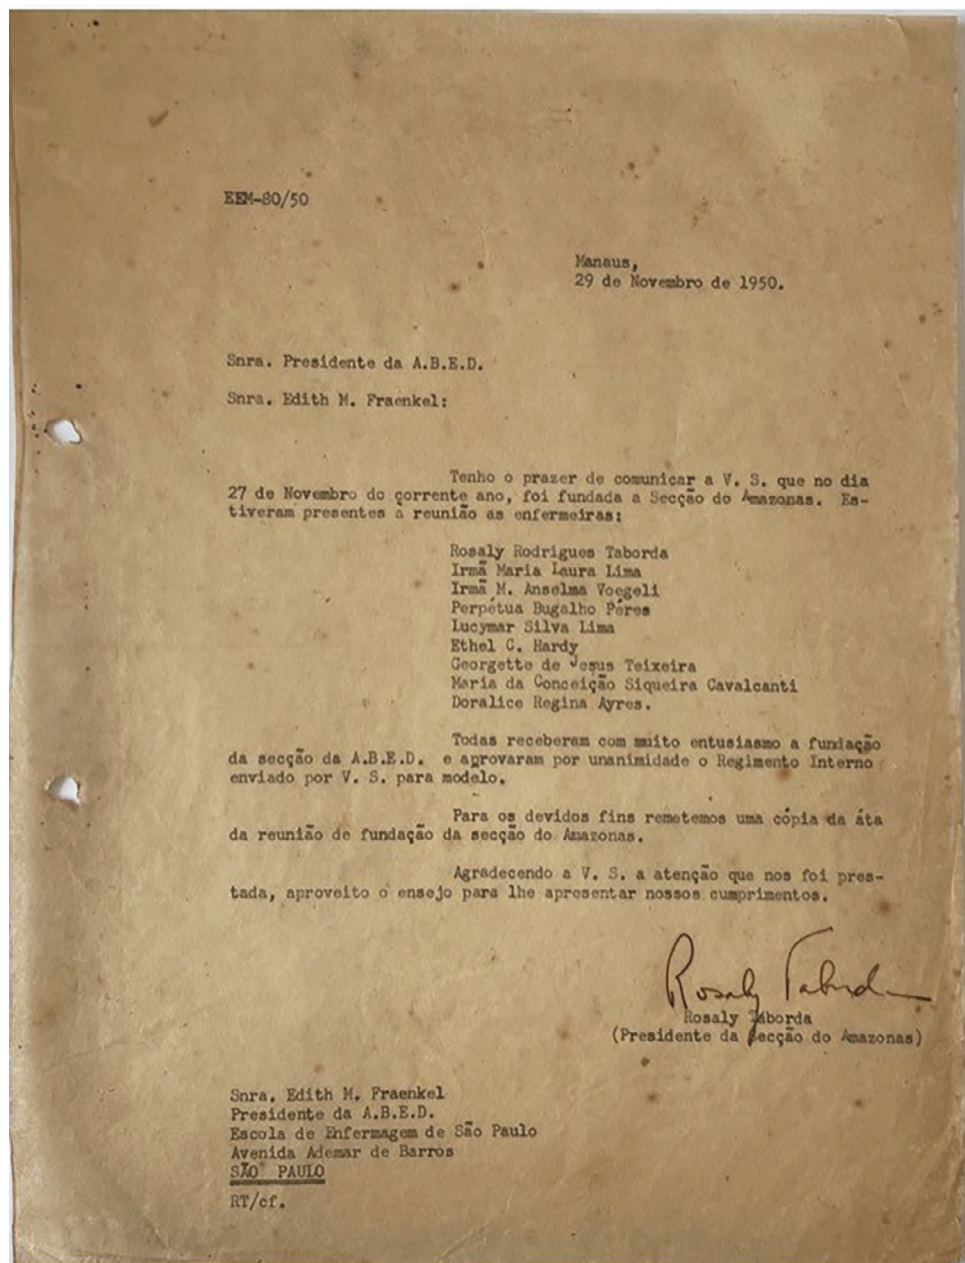 EEM-80/50
Manaus,
29 de Novembro de 1950.
Snra. Presidente da A.B.E.D.
Snra. Edith M. Fraenkel:
Tenho o prazer de comunicar a V. S. que no dia
27 de Novembro do corrente ano, foi fundada a Secção do Amazonas. Es-
tiveram presentes à reunião as enfermeiras:
Rosaly Rodrigues Taborda
Irmã Maria Laura Lima
Irmã M. Anselma Voegeli
Perpétua Bugalho Péres
Lucymar Silva Lima
Ethel C. Hardy
Georgette de Jesus Teixeira
Maria da Conceição Siqueira Cavalcanti
Doralice Regina Ayres.
Todas receberam com muito entusiasmo a fundação
da secção da A.B.E.D. e aprovaram por unanimidade o Regimento Interno
enviado por V. S. para modelo.
Para os devidos fins remetemos uma cópia da áta
da reunião de fundação da secção do Amazonas.
Agradecendo a V. S. a atenção que nos foi pres-
tada, aproveito o ensejo para lhe apresentar nossos cumprimentos.
Rosaly Taborda
Rosaly Taborda
(Presidente da Secção do Amazonas)
Snra. Edith M. Fraenkel
Presidente da A.B.E.D.
Escola de Enfermagem de São Paulo
Avenida Ademar de Barros
SÃO PAULO
RT/cf.